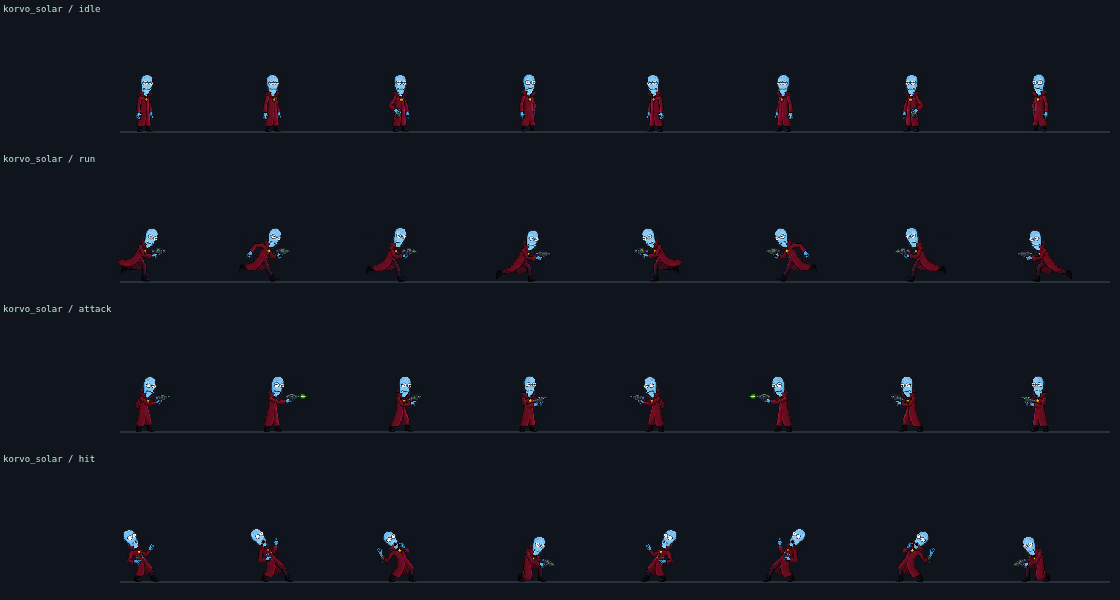 korvo_solar / idle
korvo_solar / run
korvo_solar / attack
korvo_solar / hit